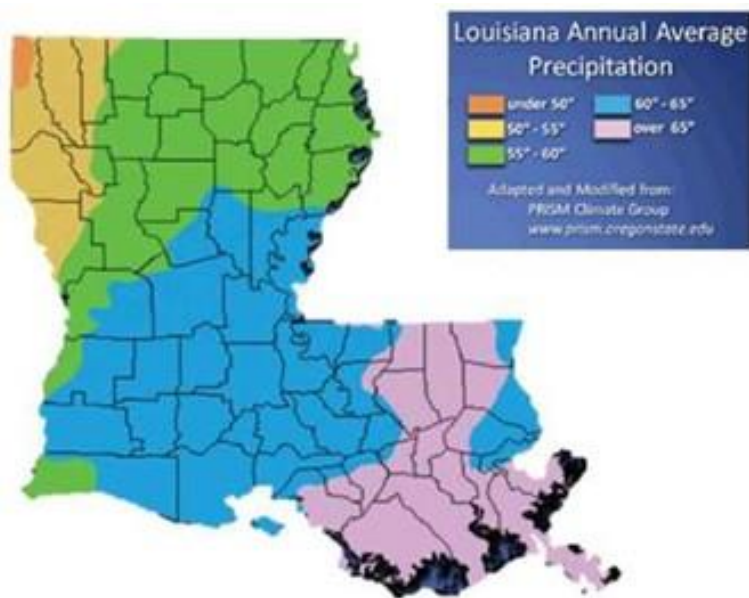 Louisiana Annual Average
Precipitation
under 50"
60" - 65"
50" - 55"
over 65"
55" - 60"
Adapted and Modified from:
PRISM Climate Group
www.prism.oregonstate.edu